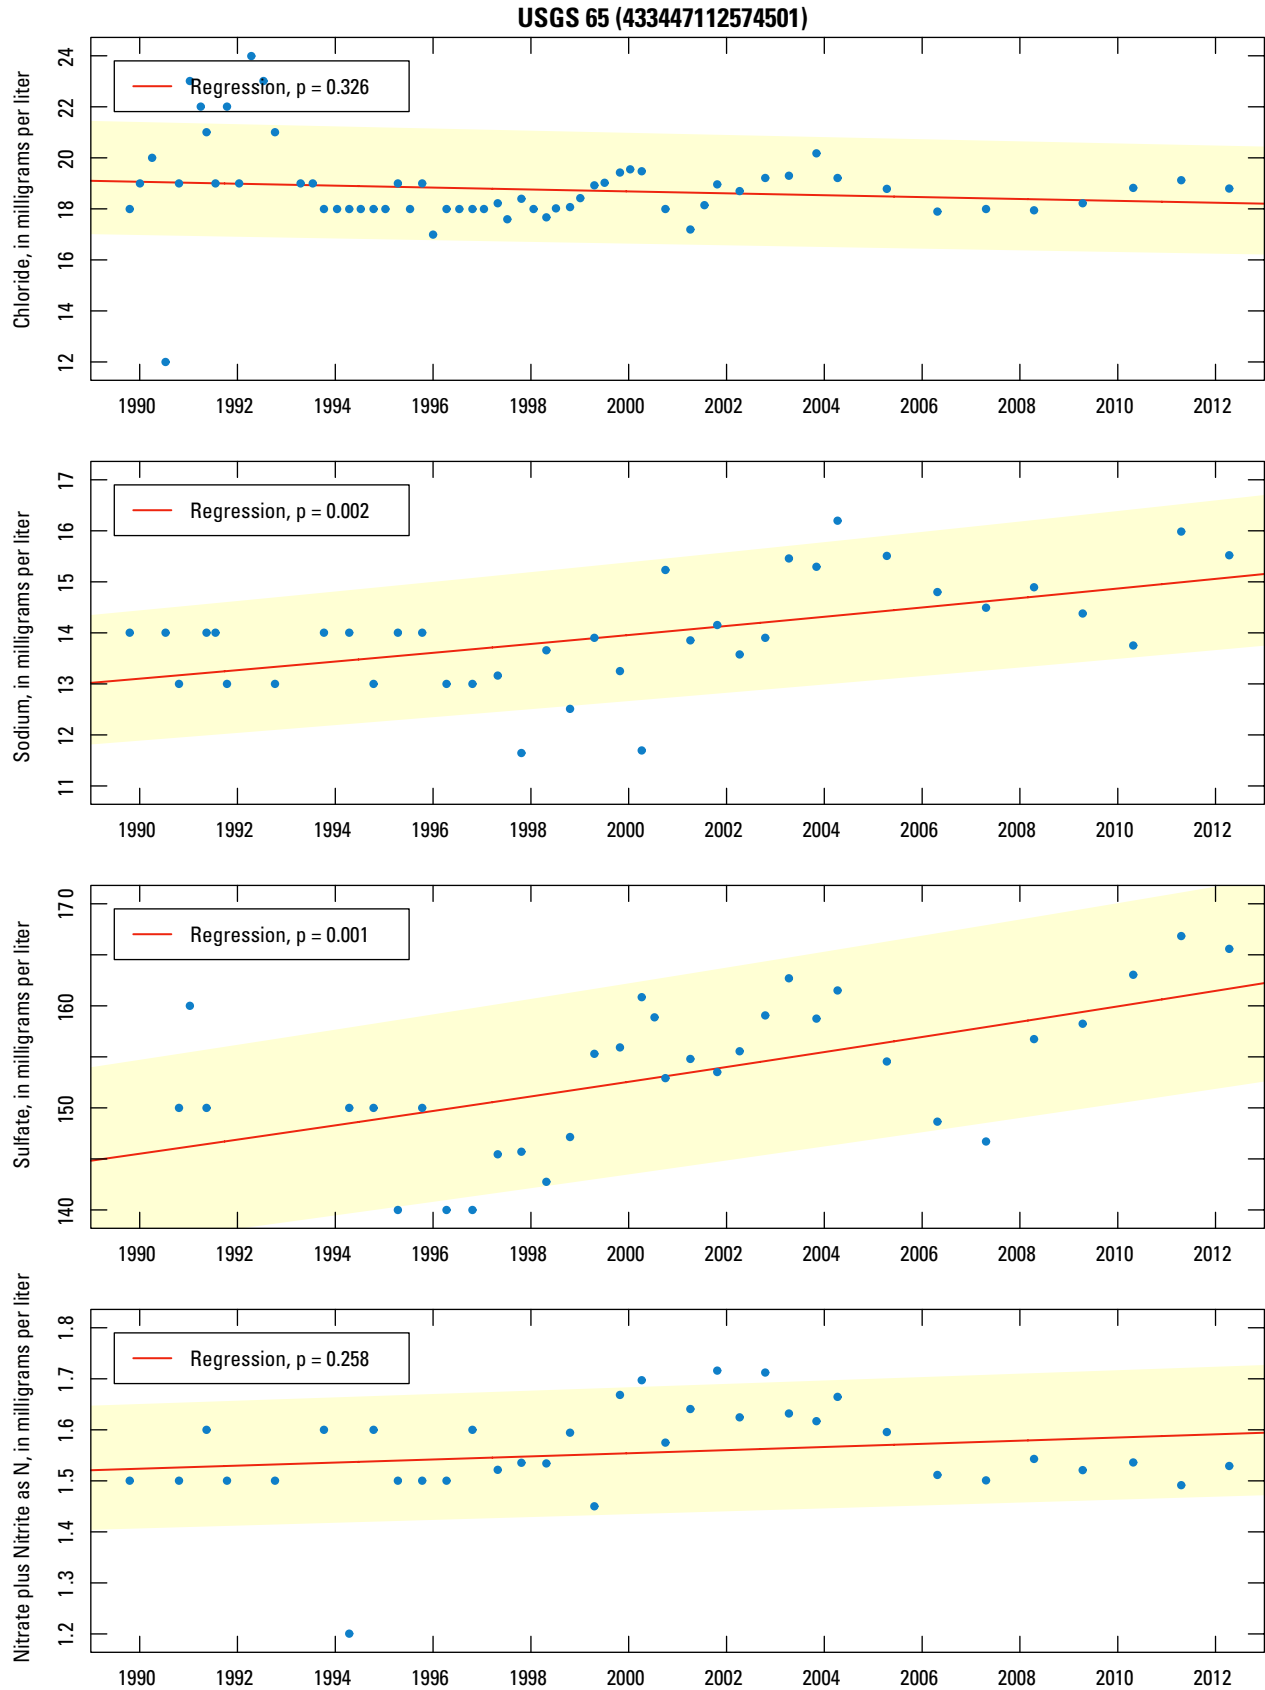 USGS 65 (433447112574501)
Chloride, in milligrams per liter
24
22
20
18
16
14
12
Regression, p = 0.326
1990 1992 1994 1996 1998 2000 2002 2004 2006 2008 2010 2012
Sodium, in milligrams per liter
17
16
15
14
13
12
11
Regression, p = 0.002
1990 1992 1994 1996 1998 2000 2002 2004 2006 2008 2010 2012
Sulfate, in milligrams per liter
170
160
150
140
Regression, p = 0.001
1990 1992 1994 1996 1998 2000 2002 2004 2006 2008 2010 2012
Nitrate plus Nitrite as N, in milligrams per liter
1.8
1.7
1.6
1.5
1.4
1.3
1.2
Regression, p = 0.258
1990 1992 1994 1996 1998 2000 2002 2004 2006 2008 2010 2012